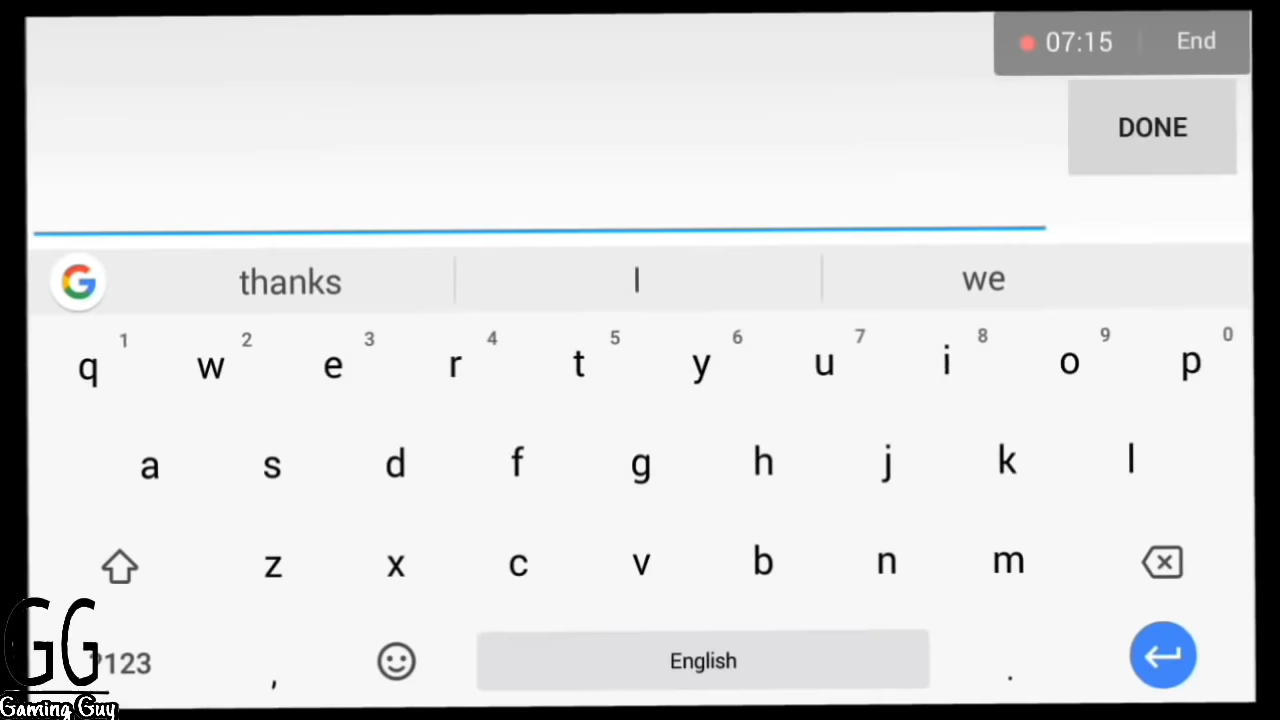 07:15 End
DONE
thanks I we
1 2 3 4 5 6 7 8 9 0
q w e r t y u i o p
a s d f g h j k l
z x c v b n m
?123 , English .
GG
Gaming Guy